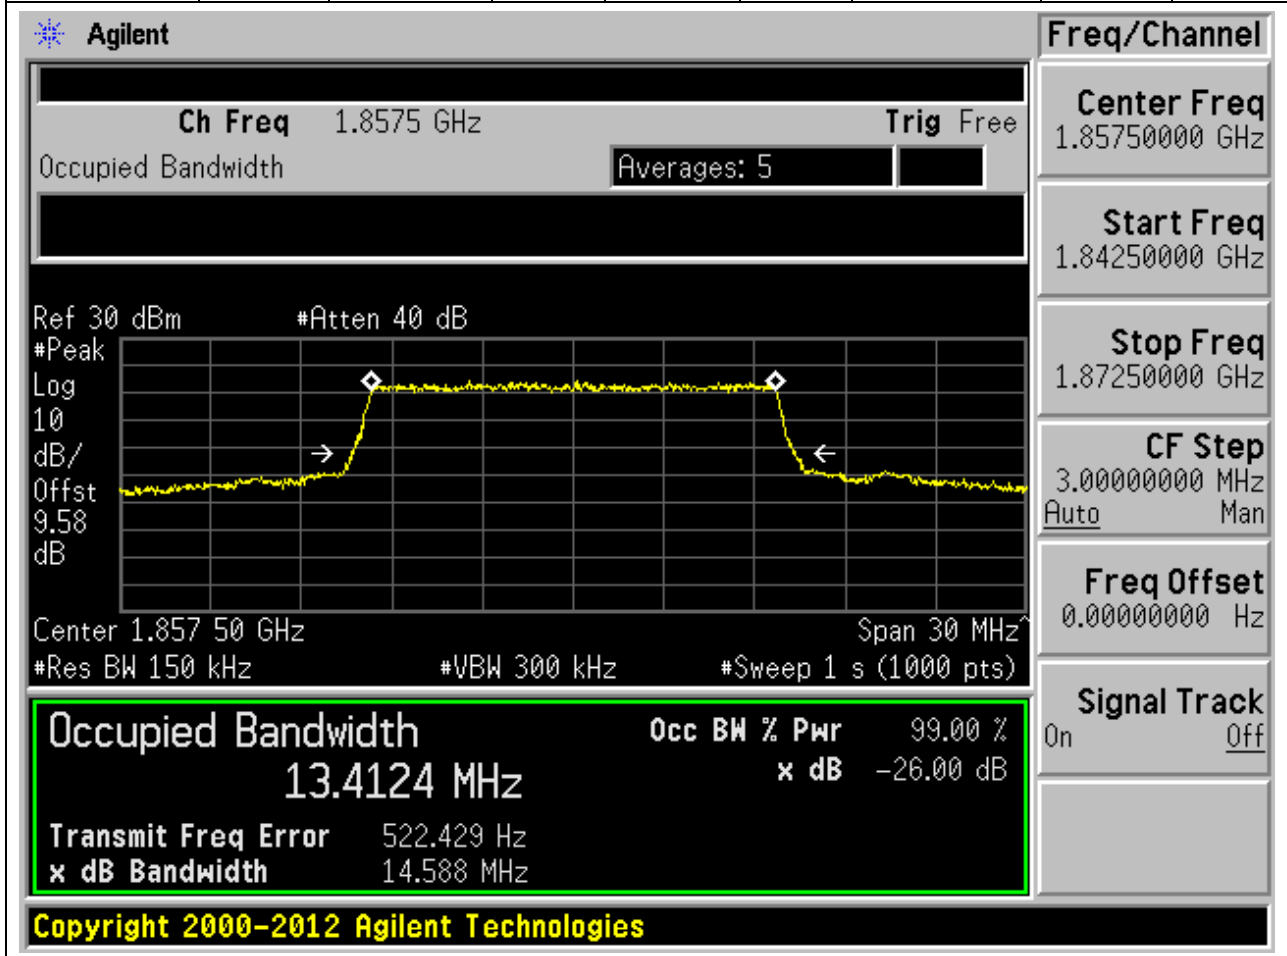 Agilent
Freq/Channel
Ch Freq 1.8575 GHz Trig Free
Occupied Bandwidth Averages: 5
Center Freq
1.85750000 GHz
Start Freq
1.84250000 GHz
Stop Freq
1.87250000 GHz
CF Step
3.00000000 MHz
Auto Man
Freq Offset
0.00000000 Hz
Signal Track
On Off
Ref 30 dBm #Atten 40 dB
#Peak
Log
10
dB/
Offst
9.58
dB
Center 1.857 50 GHz Span 30 MHz^
#Res BW 150 kHz #VBW 300 kHz #Sweep 1 s (1000 pts)
Occupied Bandwidth
13.4124 MHz
Occ BW % Pwr 99.00 %
x dB -26.00 dB
Transmit Freq Error 522.429 Hz
x dB Bandwidth 14.588 MHz
Copyright 2000-2012 Agilent Technologies